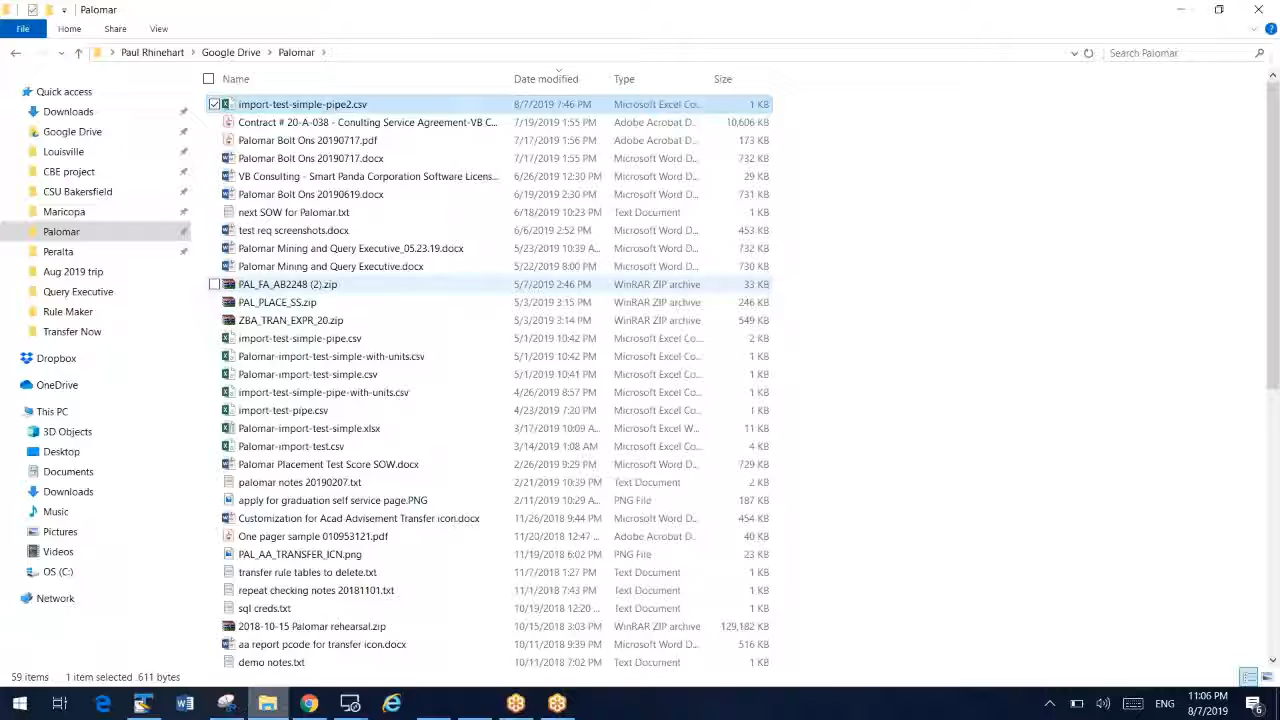 Palomar
File Home Share View
Paul Rhinehart Google Drive Palomar Search Palomar
Name Date modified Type Size
Quick access
Downloads
Google Drive
Louisville
CBE project
CSU Bakersfield
Maricopa
Palomar
Peralta
Aug 2019 trip
Query Executive
Rule Maker
Transfer Now
Dropbox
OneDrive
This PC
3D Objects
Desktop
Documents
Downloads
Music
Pictures
Videos
OS (C:)
Network
import-test-simple-pipe2.csv 8/7/2019 7:46 PM Microsoft Excel Co... 1 KB
Contract # 20-A-038 - Conulting Service Agreement-VB C... 7/19/2019 1:55 PM Adobe Acrobat D... 10,606 KB
Palomar Bolt Ons 20190717.pdf 7/17/2019 1:56 PM Adobe Acrobat D... 173 KB
Palomar Bolt Ons 20190717.docx 7/17/2019 1:55 PM Microsoft Word D... 732 KB
VB Consulting - Smart Panda Corporation Software Licens... 6/26/2019 12:30 PM Microsoft Word D... 29 KB
Palomar Bolt Ons 20190619.docx 6/19/2019 2:30 PM Microsoft Word D... 731 KB
next SOW for Palomar.txt 6/18/2019 10:23 PM Text Document 1 KB
test req screenshots.docx 6/6/2019 2:52 PM Microsoft Word D... 453 KB
Palomar Mining and Query Executive_05.23.19.docx 5/23/2019 10:39 A... Microsoft Word D... 732 KB
Palomar Mining and Query Executive.docx 5/22/2019 8:00 PM Microsoft Word D... 730 KB
PAL_FA_AB2248 (2).zip 5/7/2019 2:46 PM WinRAR ZIP archive 33 KB
PAL_PLACE_SS.zip 5/3/2019 3:15 PM WinRAR ZIP archive 246 KB
ZBA_TRAN_EXPR_20.zip 5/3/2019 3:14 PM WinRAR ZIP archive 549 KB
import-test-simple-pipe.csv 5/1/2019 10:42 PM Microsoft Excel Co... 2 KB
Palomar-import-test-simple-with-units.csv 5/1/2019 10:42 PM Microsoft Excel Co... 1 KB
Palomar-import-test-simple.csv 5/1/2019 10:41 PM Microsoft Excel Co... 1 KB
import-test-simple-pipe-with-units.csv 4/26/2019 8:57 PM Microsoft Excel Co... 1 KB
import-test-pipe.csv 4/23/2019 7:20 PM Microsoft Excel Co... 1 KB
Palomar-import-test-simple.xlsx 3/17/2019 10:09 A... Microsoft Excel W... 11 KB
Palomar-import-test.csv 3/14/2019 1:08 AM Microsoft Excel Co... 4 KB
Palomar Placement Test Score SOW.docx 2/26/2019 9:29 PM Microsoft Word D... 729 KB
palomar notes 20190207.txt 2/21/2019 10:39 PM Text Document 2 KB
apply for graduation self service page.PNG 2/11/2019 10:29 A... PNG File 187 KB
Customization for Acad Advisement Transfer icon.docx 11/26/2018 9:44 PM Microsoft Word D... 454 KB
One pager sample 010953121.pdf 11/20/2018 12:47 ... Adobe Acrobat D... 40 KB
PAL_AA_TRANSFER_ICN.png 11/19/2018 6:02 PM PNG File 23 KB
transfer rule tables to delete.txt 11/7/2018 1:27 PM Text Document 1 KB
repeat checking notes 20181101.txt 11/1/2018 7:43 PM Text Document 1 KB
sql creds.txt 10/19/2018 12:20 ... Text Document 1 KB
2018-10-15 Palomar rehearsal.zip 10/15/2018 3:03 PM WinRAR ZIP archive 129,182 KB
aa report pcode for transfer icon.docx 10/11/2018 9:39 PM Microsoft Word D... 516 KB
demo notes.txt 10/11/2018 7:02 PM Text Document 1 KB
59 items 1 item selected 611 bytes
ENG 11:06 PM
8/7/2019 6